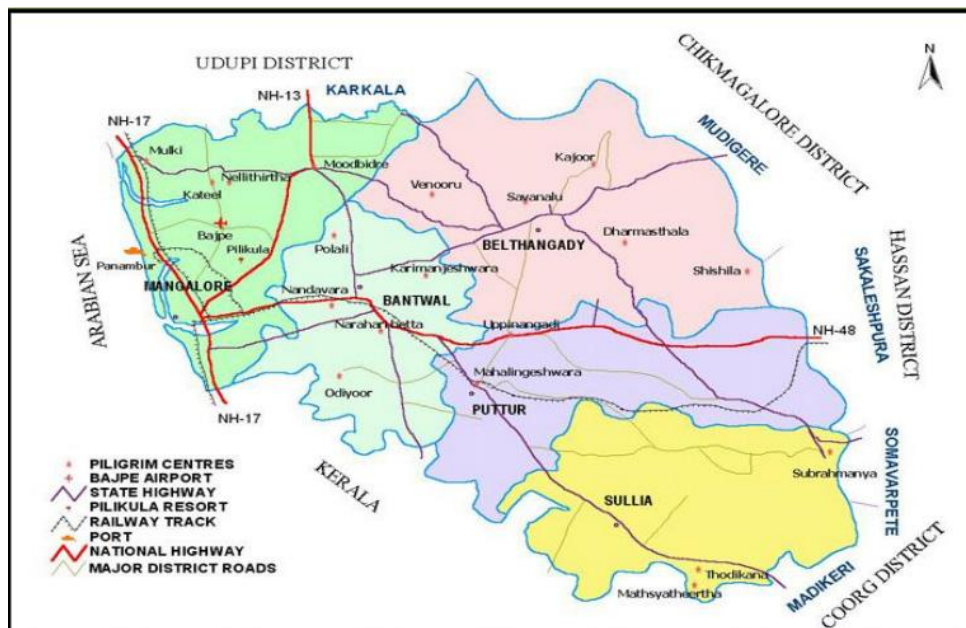 UDUPI DISTRICT
CHIKMAGALORE DISTRICT
N
NH-13
KARKALA
NH-17
MUDIGERE
Mulki
Moodbidre
Kajoor
Nellithirtha
Venooru
Kateel
Savanalu
Bajpe
Polali
BELTHANGADY
Dharmasthala
HASSAN DISTRICT
Pilikula
Panambur
Karimanjeshwara
Shishila
SAKALESHPURA
ARABIAN SEA
MANGALORE
Nandavara
BANTWAL
Narahari betta
Uppinangadi
NH-48
Mahalingeshwara
Odiyoor
PUTTUR
NH-17
KERALA
SOMAVARPETE
Subrahmanya
SULLIA
Thodikana
Mathsyatheertha
MADIKERI
COORG DISTRICT
PILIGRIM CENTRES
BAJPE AIRPORT
STATE HIGHWAY
PILIKULA RESORT
RAILWAY TRACK
PORT
NATIONAL HIGHWAY
MAJOR DISTRICT ROADS